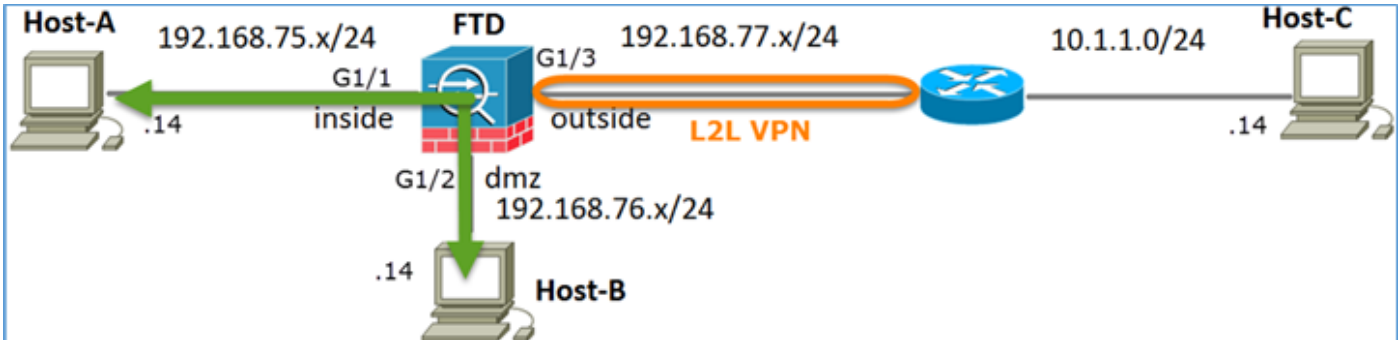 Host-A
192.168.75.x/24
FTD
192.168.77.x/24
10.1.1.0/24
Host-C
G1/1
G1/3
.14
inside
outside
L2L VPN
.14
G1/2
dmz
192.168.76.x/24
.14
Host-B